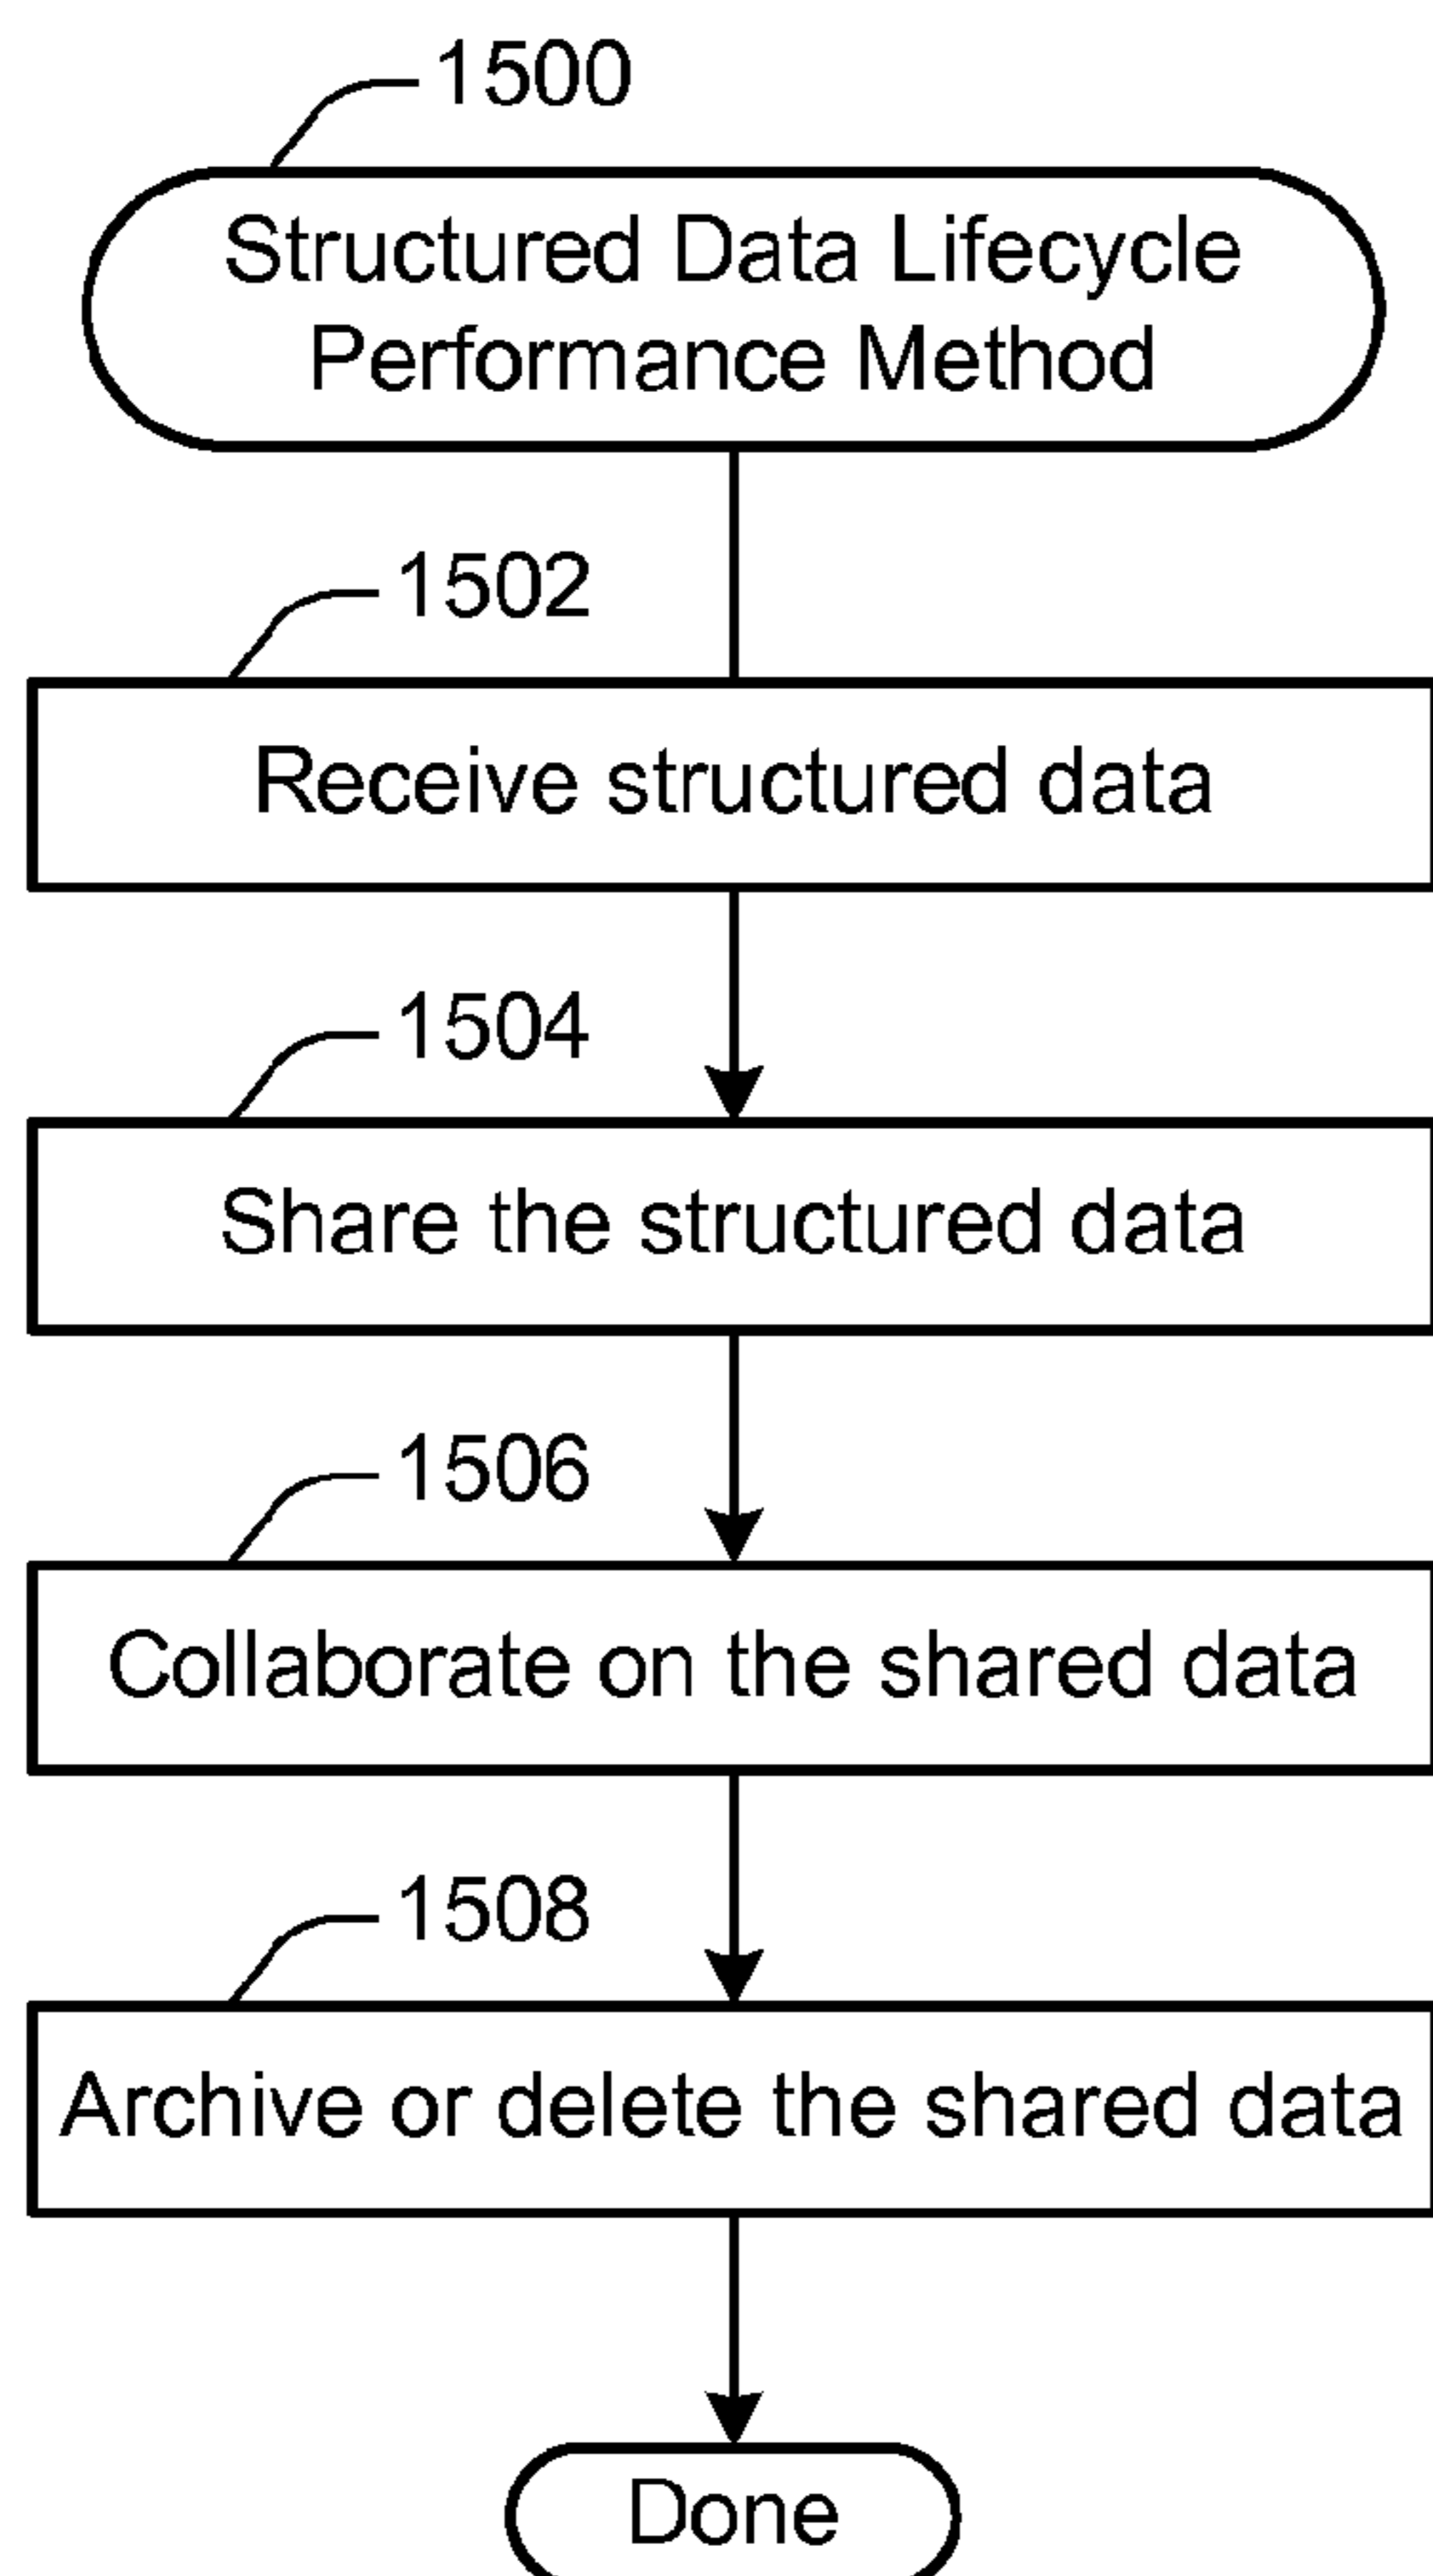 1500
Structured Data Lifecycle
Performance Method
1502
Receive structured data
1504
Share the structured data
1506
Collaborate on the shared data
1508
Archive or delete the shared data
Done